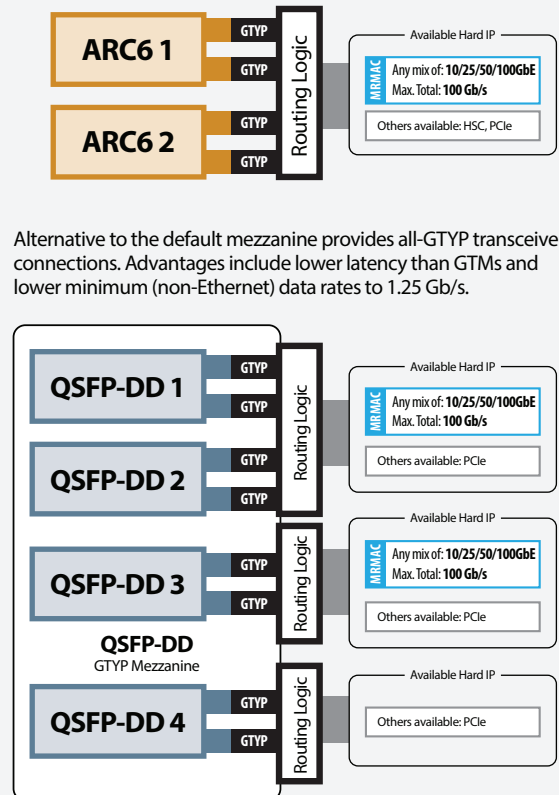 ARC6 1
GTYP
GTYP
ARC6 2
GTYP
GTYP
Routing Logic
Available Hard IP
MRMAC
Any mix of: 10/25/50/100GbE
Max. Total: 100 Gb/s
Others available: HSC, PCIe
Alternative to the default mezzanine provides all-GTYP transceive
connections. Advantages include lower latency than GTMs and
lower minimum (non-Ethernet) data rates to 1.25 Gb/s.
QSFP-DD 1
GTYP
GTYP
QSFP-DD 2
GTYP
GTYP
Routing Logic
Available Hard IP
MRMAC
Any mix of: 10/25/50/100GbE
Max. Total: 100 Gb/s
Others available: PCIe
QSFP-DD 3
GTYP
GTYP
Routing Logic
Available Hard IP
MRMAC
Any mix of: 10/25/50/100GbE
Max. Total: 100 Gb/s
Others available: PCIe
QSFP-DD
GTYP Mezzanine
QSFP-DD 4
GTYP
GTYP
Routing Logic
Available Hard IP
Others available: PCIe